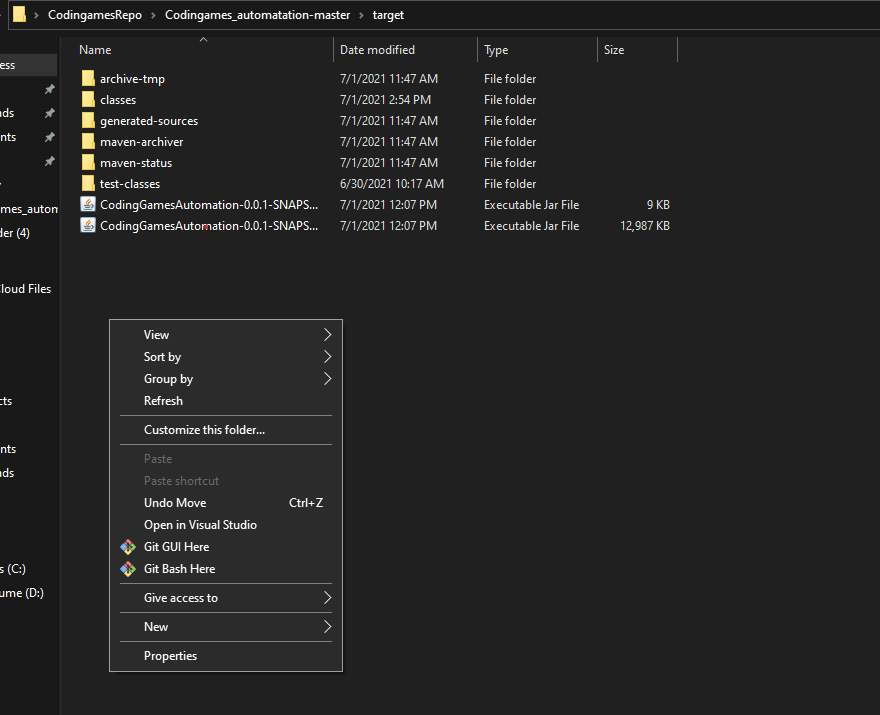 CodingamesRepo > Codingames_automatation-master > target
Name Date modified Type Size
ess
archive-tmp 7/1/2021 11:47 AM File folder
classes 7/1/2021 2:54 PM File folder
nds
generated-sources 7/1/2021 11:47 AM File folder
nts
maven-archiver 7/1/2021 11:47 AM File folder
maven-status 7/1/2021 11:47 AM File folder
test-classes 6/30/2021 10:17 AM File folder
ames_autom
CodingGamesAutomation-0.0.1-SNAPS... 7/1/2021 12:07 PM Executable Jar File 9 KB
der (4)
CodingGamesAutomation-0.0.1-SNAPS... 7/1/2021 12:07 PM Executable Jar File 12,987 KB
Cloud Files
View
Sort by
Group by
Refresh
cts
Customize this folder...
nts
Paste
nds
Paste shortcut
Undo Move Ctrl+Z
Open in Visual Studio
Git GUI Here
Git Bash Here
s (C:)
ume (D:)
Give access to
New
Properties